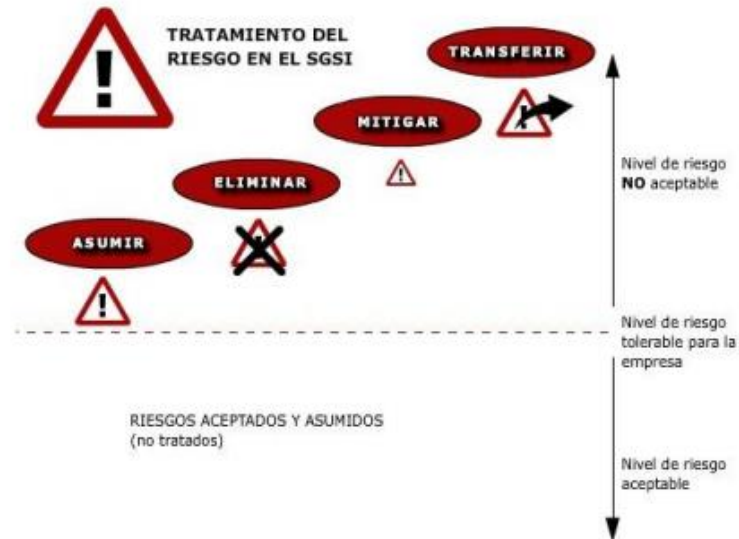 TRATAMIENTO DEL
RIESGO EN EL SGSI
TRANSFERIR
MITIGAR
ELIMINAR
ASUMIR
Nivel de riesgo
NO aceptable
Nivel de riesgo
tolerable para la
empresa
RIESGOS ACEPTADOS Y ASUMIDOS
(no tratados)
Nivel de riesgo
aceptable